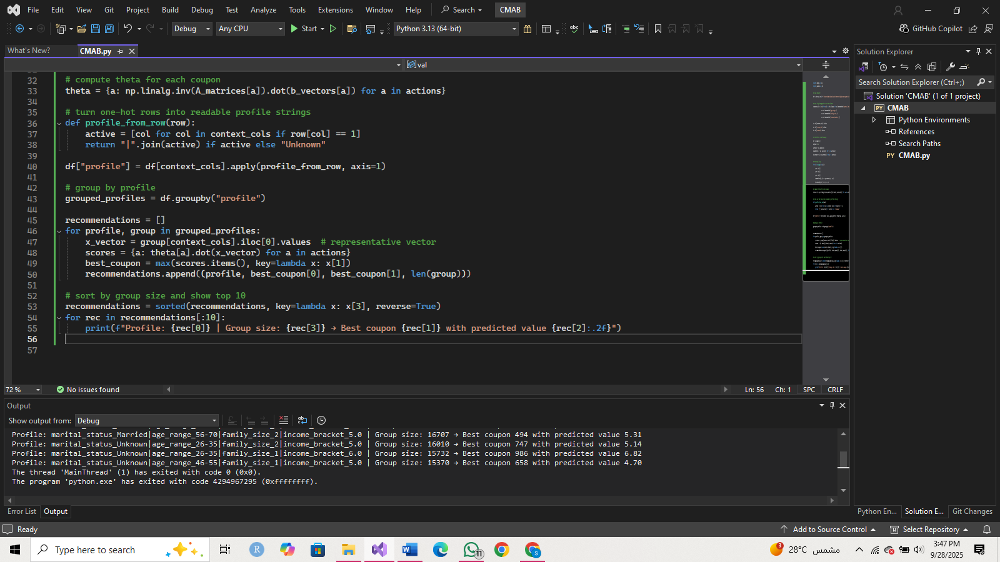 File Edit View Git Project Build Debug Test Analyze Tools Extensions Window Help Search CMAB
Debug Any CPU Start Python 3.13 (64-bit) GitHub Copilot
What's New? CMAB.py
val
32 # compute theta for each coupon
33 theta = {a: np.linalg.inv(A_matrices[a]).dot(b_vectors[a]) for a in actions}
34
35 # turn one-hot rows into readable profile strings
36 def profile_from_row(row):
37 active = [col for col in context_cols if row[col] == 1]
38 return "|".join(active) if active else "Unknown"
39
40 df["profile"] = df[context_cols].apply(profile_from_row, axis=1)
41
42 # group by profile
43 grouped_profiles = df.groupby("profile")
44
45 recommendations = []
46 for profile, group in grouped_profiles:
47 x_vector = group[context_cols].iloc[0].values # representative vector
48 scores = {a: theta[a].dot(x_vector) for a in actions}
49 best_coupon = max(scores.items(), key=lambda x: x[1])
50 recommendations.append((profile, best_coupon[0], best_coupon[1], len(group)))
51
52 # sort by group size and show top 10
53 recommendations = sorted(recommendations, key=lambda x: x[3], reverse=True)
54 for rec in recommendations[:10]:
55 print(f"Profile: {rec[0]} | Group size: {rec[3]} → Best coupon {rec[1]} with predicted value {rec[2]:.2f}")
56
57
72 % No issues found Ln: 56 Ch: 1 SPC CRLF
Output
Show output from: Debug
Profile: marital_status_Married|age_range_56-70|family_size_2|income_bracket_5.0 | Group size: 16707 → Best coupon 494 with predicted value 5.31
Profile: marital_status_Unknown|age_range_26-35|family_size_2|income_bracket_5.0 | Group size: 16010 → Best coupon 747 with predicted value 5.14
Profile: marital_status_Unknown|age_range_26-35|family_size_1|income_bracket_6.0 | Group size: 15732 → Best coupon 986 with predicted value 6.82
Profile: marital_status_Unknown|age_range_46-55|family_size_1|income_bracket_5.0 | Group size: 15370 → Best coupon 658 with predicted value 4.70
The thread 'MainThread' (1) has exited with code 0 (0x0).
The program 'python.exe' has exited with code 4294967295 (0xffffffff).
Error List Output
Solution Explorer
Search Solution Explorer (Ctrl+;)
Solution 'CMAB' (1 of 1 project)
PY CMAB
Python Environments
References
Search Paths
PY CMAB.py
Python En... Solution E... Git Changes
Ready Add to Source Control Select Repository
Type here to search
R
W
11
S
3
28°C مشمس
3:47 PM
9/28/2025